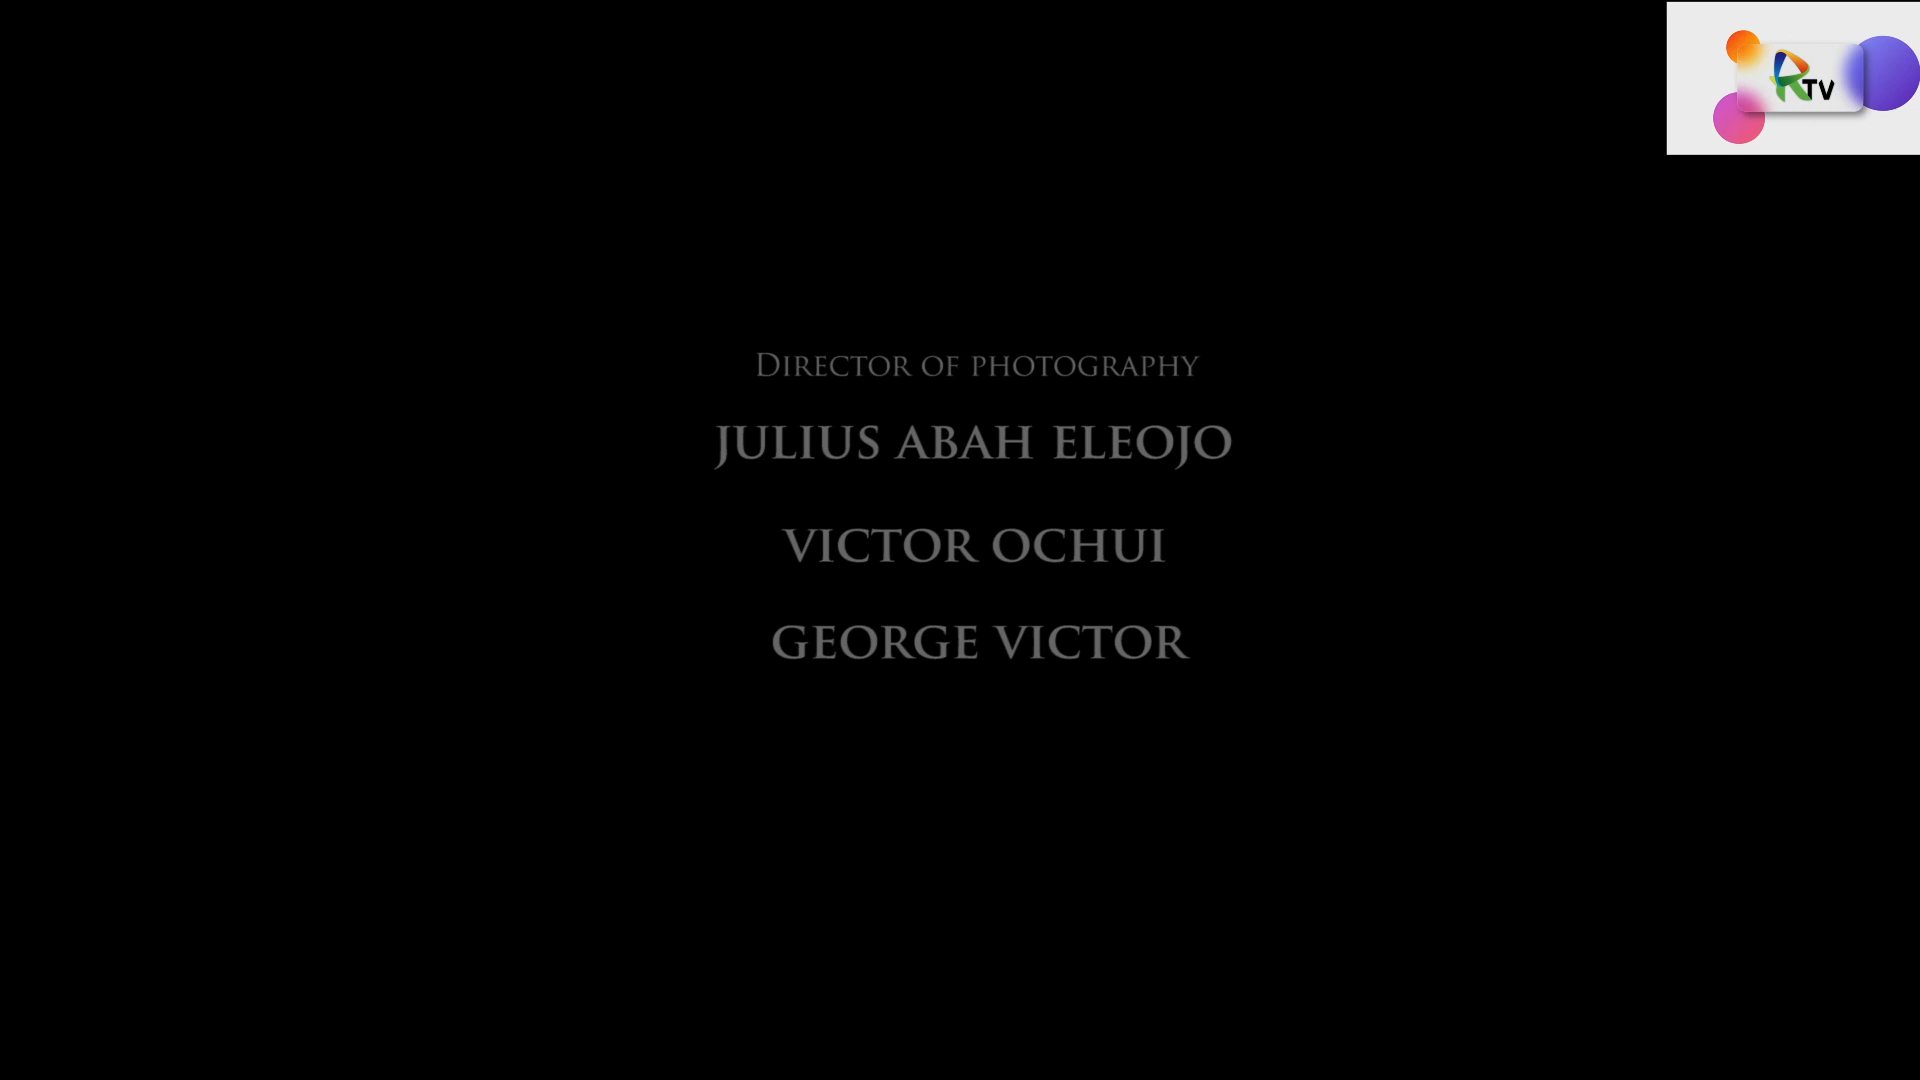 RTV
Director of photography
JULIUS ABAH ELEOJO
VICTOR OCHUI
GEORGE VICTOR